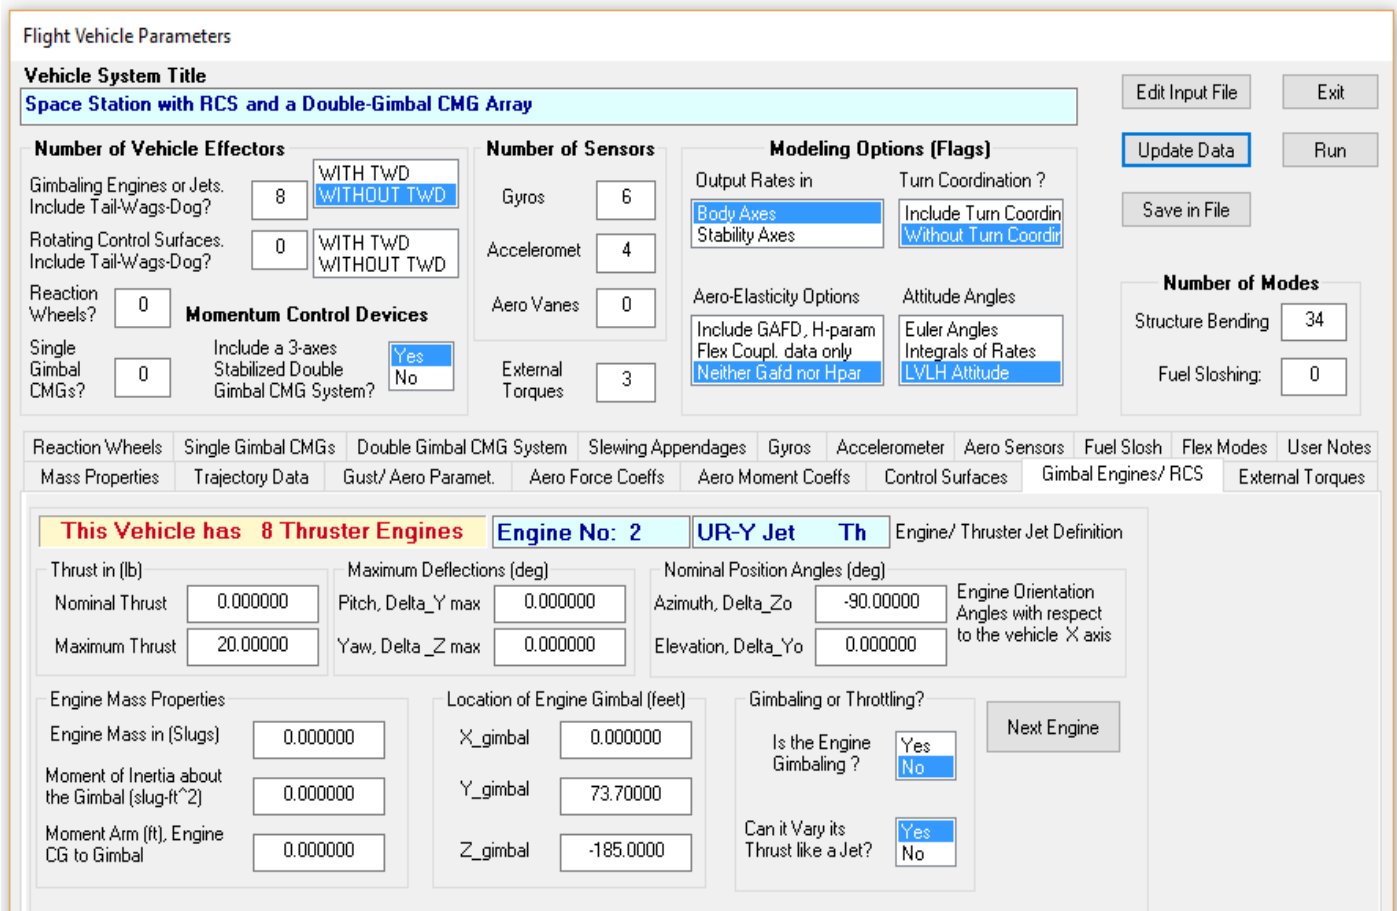 Flight Vehicle Parameters
Vehicle System Title
Space Station with RCS and a Double-Gimbal CMG Array
Edit Input File
Exit
Update Data
Run
Save in File
Number of Vehicle Effectors
Gimbaling Engines or Jets.
Include Tail-Wags-Dog?
8
WITH TWD
WITHOUT TWD
Rotating Control Surfaces.
Include Tail-Wags-Dog?
0
WITH TWD
WITHOUT TWD
Reaction
Wheels?
0
Momentum Control Devices
Single
Gimbal
CMGs?
0
Include a 3-axes
Stabilized Double
Gimbal CMG System?
Yes
No
Number of Sensors
Gyros
6
Acceleromet
4
Aero Vanes
0
External
Torques
3
Modeling Options (Flags)
Output Rates in
Body Axes
Stability Axes
Turn Coordination ?
Include Turn Coordin
Without Turn Coordin
Aero-Elasticity Options
Include GAFD, H-param
Flex Coupl. data only
Neither Gafd nor Hpar
Attitude Angles
Euler Angles
Integrals of Rates
LVLH Attitude
Number of Modes
Structure Bending
34
Fuel Sloshing:
0
Reaction Wheels
Single Gimbal CMGs
Double Gimbal CMG System
Slewing Appendages
Gyros
Accelerometer
Aero Sensors
Fuel Slosh
Flex Modes
User Notes
Mass Properties
Trajectory Data
Gust/ Aero Paramet.
Aero Force Coeffs
Aero Moment Coeffs
Control Surfaces
Gimbal Engines/ RCS
External Torques
This Vehicle has 8 Thruster Engines
Engine No: 2
UR-Y Jet Th
Engine/ Thruster Jet Definition
Thrust in (lb)
Nominal Thrust
0.000000
Maximum Thrust
20.00000
Maximum Deflections (deg)
Pitch, Delta_Y max
0.000000
Yaw, Delta _Z max
0.000000
Nominal Position Angles (deg)
Azimuth, Delta_Zo
-90.00000
Elevation, Delta_Yo
0.000000
Engine Orientation
Angles with respect
to the vehicle X axis
Engine Mass Properties
Engine Mass in (Slugs)
0.000000
Moment of Inertia about
the Gimbal (slug-ft^2)
0.000000
Moment Arm (ft), Engine
CG to Gimbal
0.000000
Location of Engine Gimbal (feet)
X_gimbal
0.000000
Y_gimbal
73.70000
Z_gimbal
-185.0000
Gimbaling or Throttling?
Is the Engine
Gimbaling ?
Yes
No
Can it Vary its
Thrust like a Jet?
Yes
No
Next Engine